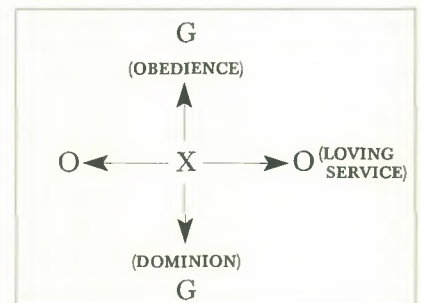 G
(OBEDIENCE)
O X O (LOVING
SERVICE)
(DOMINION)
G